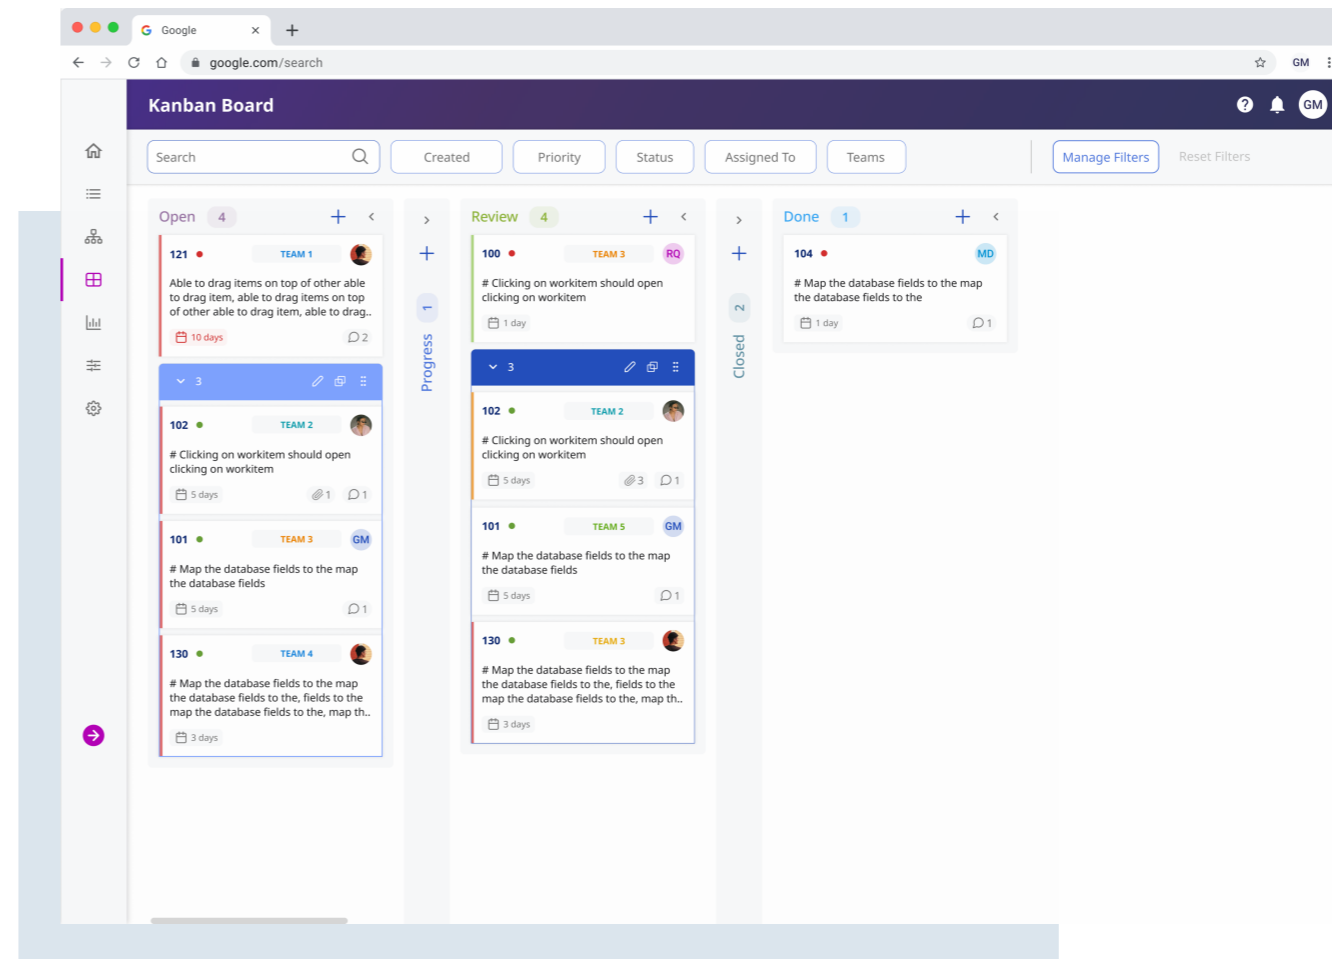 Google
google.com/search
GM
Kanban Board
GM
Search
Created
Priority
Status
Assigned To
Teams
Manage Filters
Reset Filters
Open 4
121
TEAM 1
Able to drag items on top of other able
to drag item, able to drag items on top
of other able to drag item, able to drag..
10 days
2
3
102
TEAM 2
# Clicking on workitem should open
clicking on workitem
5 days
1
1
101
TEAM 3
GM
# Map the database fields to the map
the database fields
5 days
1
130
TEAM 4
# Map the database fields to the map
the database fields to the, fields to the
map the database fields to the, map th..
3 days
Progress 1
Review 4
100
TEAM 3
RQ
# Clicking on workitem should open
clicking on workitem
1 day
3
102
TEAM 2
# Clicking on workitem should open
clicking on workitem
5 days
3
1
101
TEAM 5
GM
# Map the database fields to the map
the database fields
5 days
1
130
TEAM 3
# Map the database fields to the map
the database fields to the, fields to the
map the database fields to the, map th..
3 days
Closed 2
Done 1
104
MD
# Map the database fields to the map
the database fields to the
1 day
1